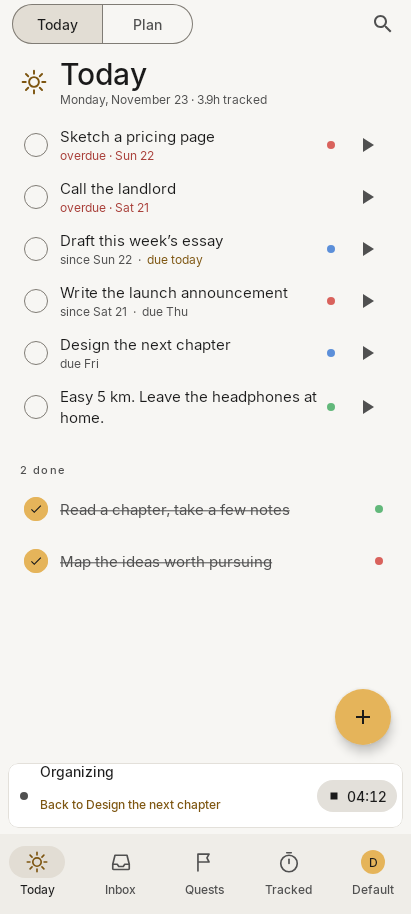 Today
Plan
Today
Monday, November 23 · 3.9h tracked
Sketch a pricing page
overdue · Sun 22
Call the landlord
overdue · Sat 21
Draft this week’s essay
since Sun 22 · due today
Write the launch announcement
since Sat 21 · due Thu
Design the next chapter
due Fri
Easy 5 km. Leave the headphones at
home.
2 done
Read a chapter, take a few notes
Map the ideas worth pursuing
Organizing
Back to Design the next chapter
04:12
Today
Inbox
Quests
Tracked
D
Default